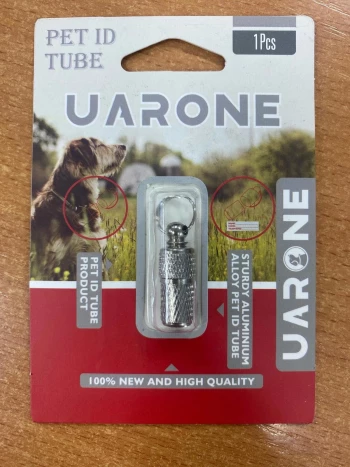 PET ID
TUBE
1Pcs
UARONE
UARONE
PET ID TUBE
PRODUCT
STURDY ALUMINIUM
ALLOY PET ID TUBE
100% NEW AND HIGH QUALITY